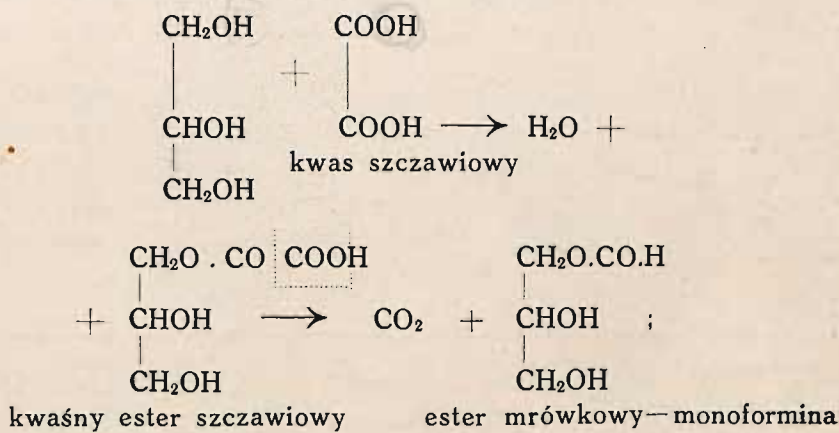 CH₂OH COOH
+
CHOH COOH ⟶ H₂O +
kwas szczawiowy
CH₂OH
CH₂O . CO COOH CH₂O.CO.H
+ CHOH ⟶ CO₂ + CHOH ;
CH₂OH CH₂OH
kwaśny ester szczawiowy ester mrówkowy—monoformina